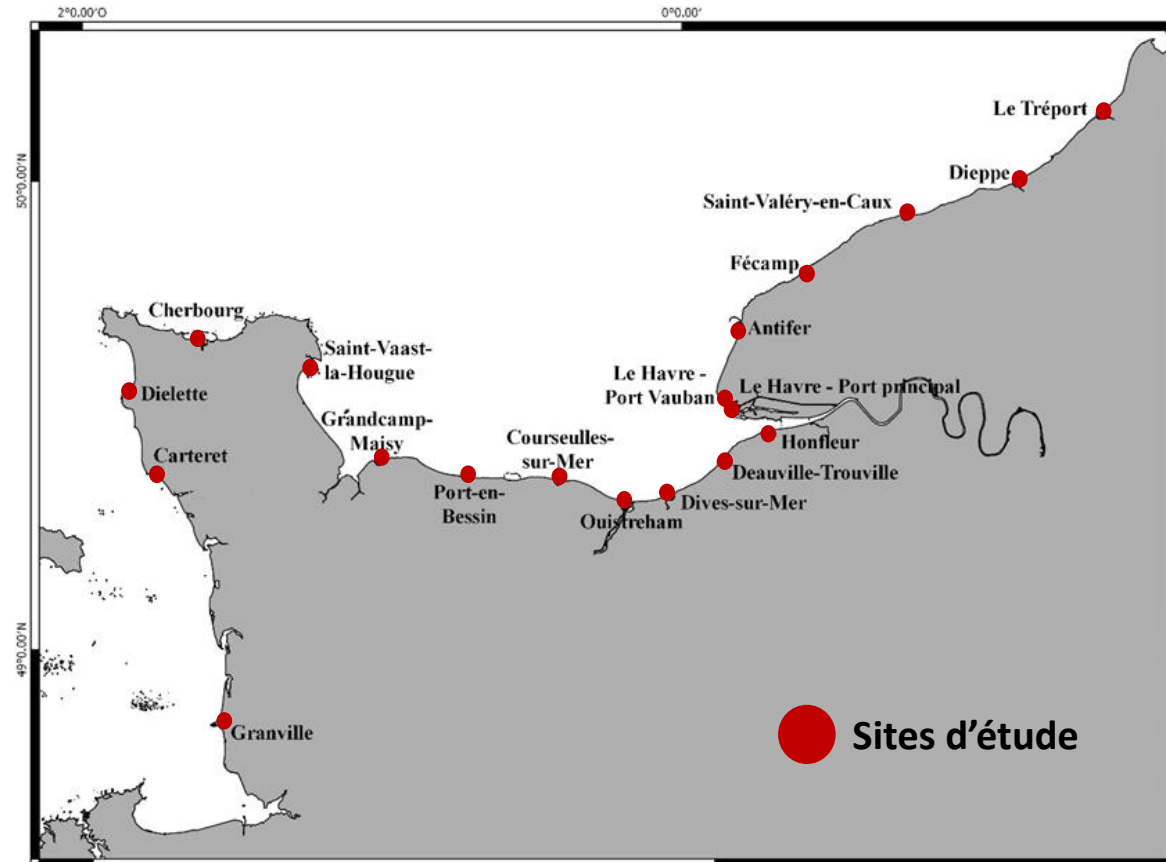 2°0.00'O
0°0.00'
50°0.00'N
49°0.00'N
Le Tréport
Dieppe
Saint-Valéry-en-Caux
Fécamp
Antifer
Cherbourg
Saint-Vaast-
la-Hougue
Dielette
Le Havre -
Port Vauban
Le Havre - Port principal
Honfleur
Grandcamp-
Maisy
Courseulles-
sur-Mer
Carteret
Deauville-Trouville
Port-en-
Bessin
Dives-sur-Mer
Ouistreham
Granville
Sites d'étude